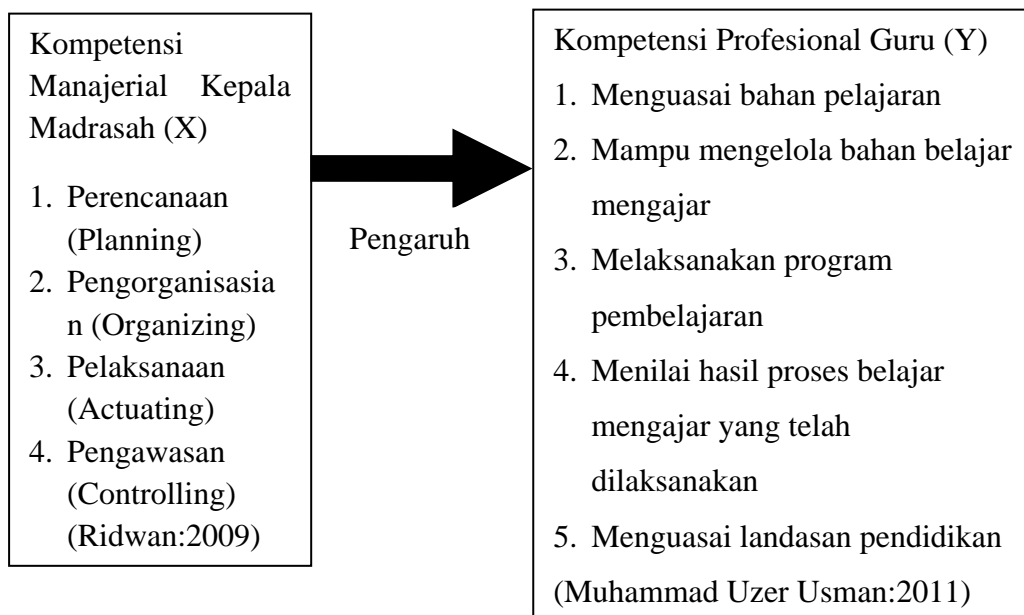 Kompetensi
Manajerial Kepala
Madrasah (X)
1. Perencanaan
(Planning)
2. Pengorganisasia
n (Organizing)
3. Pelaksanaan
(Actuating)
4. Pengawasan
(Controlling)
(Ridwan:2009)
Pengaruh
Kompetensi Profesional Guru (Y)
1. Menguasai bahan pelajaran
2. Mampu mengelola bahan belajar
mengajar
3. Melaksanakan program
pembelajaran
4. Menilai hasil proses belajar
mengajar yang telah
dilaksanakan
5. Menguasai landasan pendidikan
(Muhammad Uzer Usman:2011)